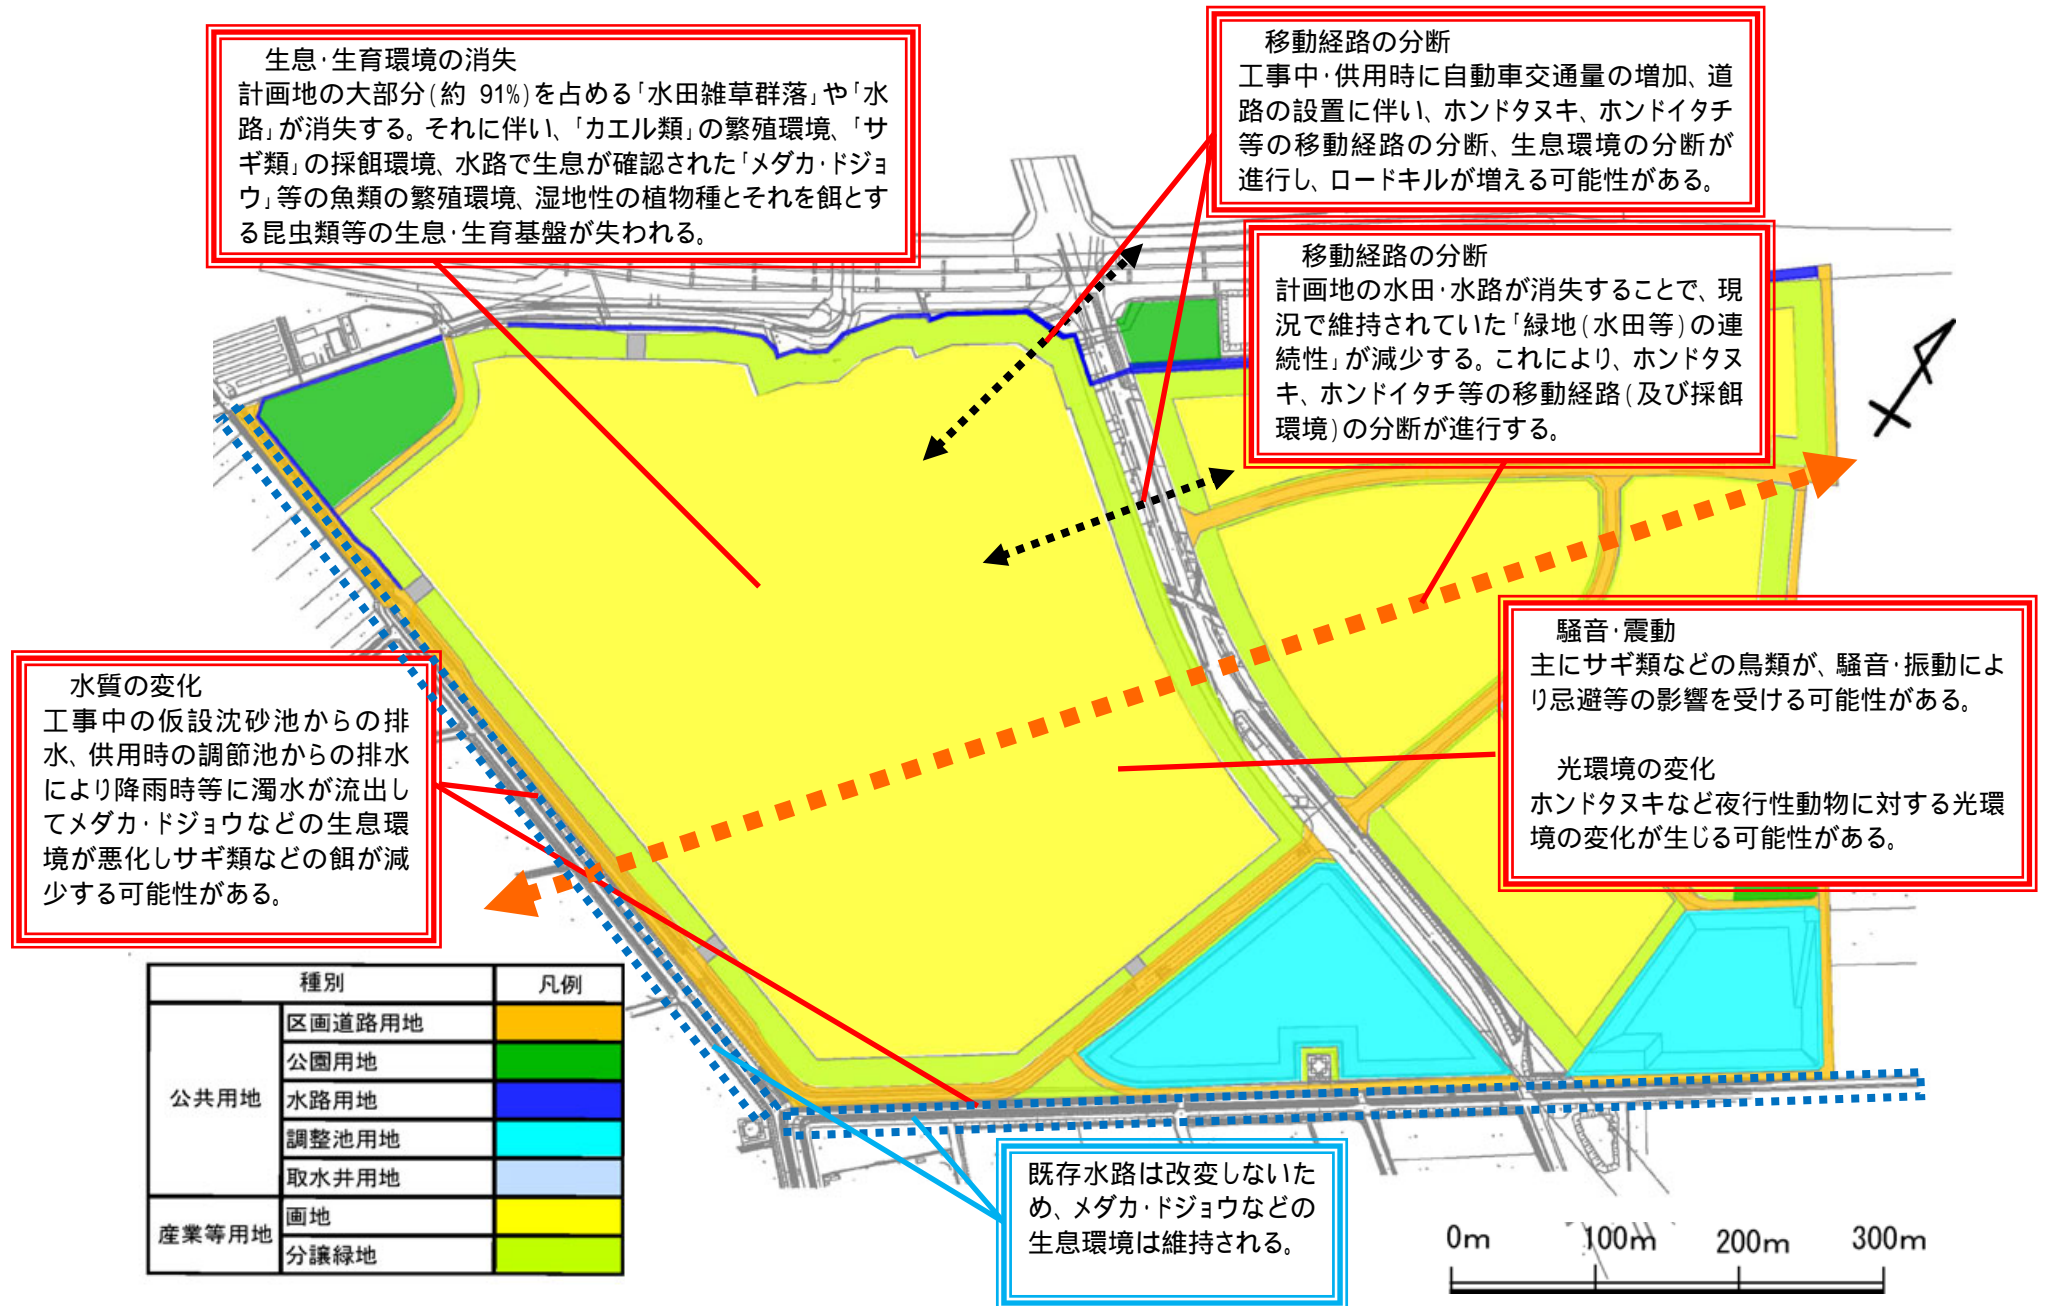 生息･生育環境の消失
計画地の大部分(約 91%)を占める｢水田雑草群落｣や｢水
路｣が消失する。それに伴い、｢カエル類｣の繁殖環境、｢サ
ギ類｣の採餌環境、水路で生息が確認された｢メダカ･ドジョ
ウ｣等の魚類の繁殖環境、湿地性の植物種とそれを餌とす
る昆虫類等の生息･生育基盤が失われる。
移動経路の分断
工事中･供用時に自動車交通量の増加、道
路の設置に伴い、ホンドタヌキ、ホンドイタチ
等の移動経路の分断、生息環境の分断が
進行し、ロードキルが増える可能性がある。
移動経路の分断
計画地の水田･水路が消失することで、現
況で維持されていた｢緑地(水田等)の連
続性｣が減少する。これにより、ホンドタヌ
キ、ホンドイタチ等の移動経路(及び採餌
環境)の分断が進行する。
騒音･震動
主にサギ類などの鳥類が、騒音･振動によ
り忌避等の影響を受ける可能性がある。
光環境の変化
ホンドタヌキなど夜行性動物に対する光環
境の変化が生じる可能性がある。
水質の変化
工事中の仮設沈砂池からの排
水、供用時の調節池からの排水
により降雨時等に濁水が流出し
てメダカ･ドジョウなどの生息環
境が悪化しサギ類などの餌が減
少する可能性がある。
種別 凡例
公共用地
区画道路用地
公園用地
水路用地
調整池用地
取水井用地
産業等用地
画地
分譲緑地
既存水路は改変しないた
め、メダカ･ドジョウなどの
生息環境は維持される。
0m 100m 200m 300m